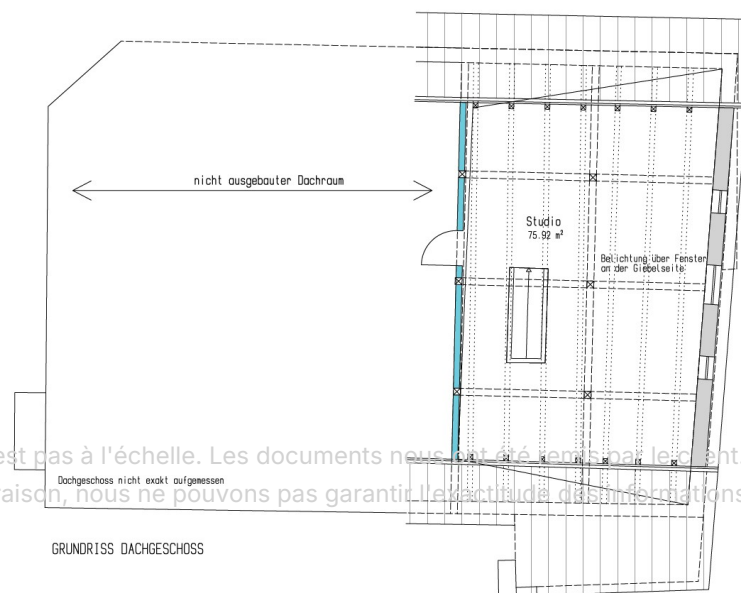 nicht ausgebauter Dachraum
Studio
75.92 m²
Belichtung über Fenster
an der Giebelseite
est pas à l'échelle. Les documents nous ont été remis par le client
Dachgeschoss nicht exakt aufgemessen
raison, nous ne pouvons pas garantir l'exactitude des informations
GRUNDRISS DACHGESCHOSS